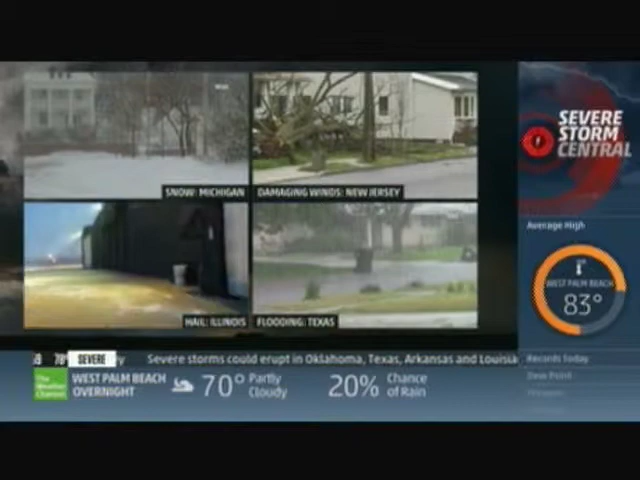 SNOW: MICHIGAN
DAMAGING WINDS: NEW JERSEY
HAIL: ILLINOIS
FLOODING: TEXAS
SEVERE
STORM
CENTRAL
Average High
WEST PALM BEACH
83°
Records Today
Dew Point
SEVERE
Severe storms could erupt in Oklahoma, Texas, Arkansas and Louisia
The
Weather
Channel
WEST PALM BEACH
OVERNIGHT
70° Partly
Cloudy
20% Chance
of Rain